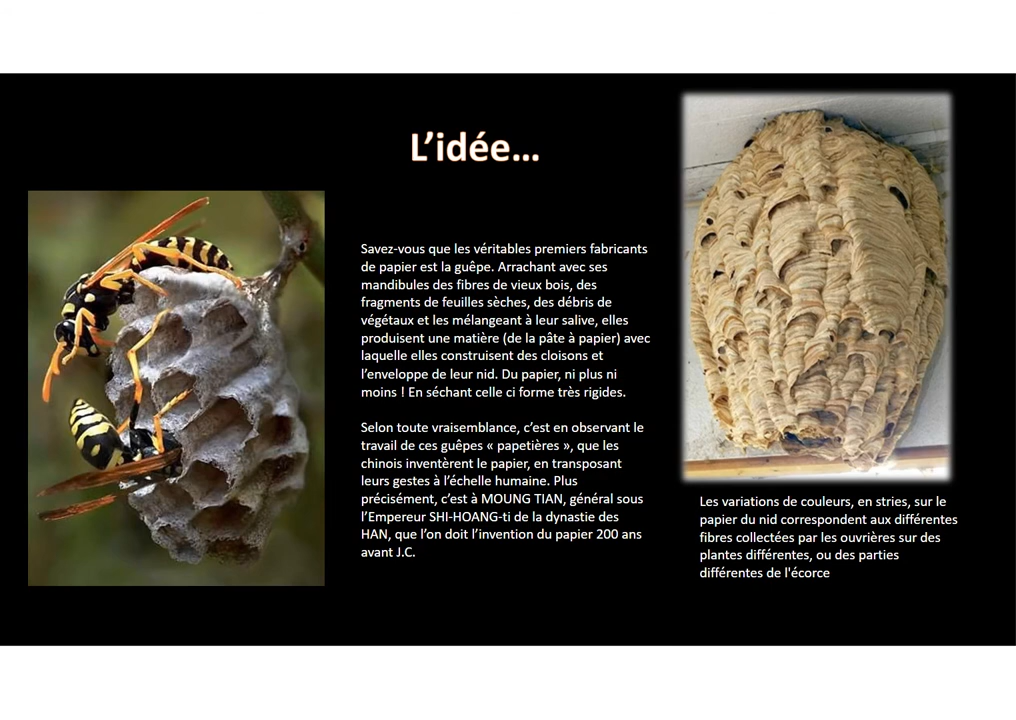 L'idée...
Savez-vous que les véritables premiers fabricants
de papier est la guêpe. Arrachant avec ses
mandibules des fibres de vieux bois, des
fragments de feuilles sèches, des débris de
végétaux et les mélangeant à leur salive, elles
produisent une matière (de la pâte à papier) avec
laquelle elles construisent des cloisons et
l'enveloppe de leur nid. Du papier, ni plus ni
moins ! En séchant celle ci forme très rigides.
Selon toute vraisemblance, c'est en observant le
travail de ces guêpes « papetières », que les
chinois inventèrent le papier, en transposant
leurs gestes à l'échelle humaine. Plus
précisément, c'est à MOUNG TIAN, général sous
l'Empereur SHI-HOANG-ti de la dynastie des
HAN, que l'on doit l'invention du papier 200 ans
avant J.C.
Les variations de couleurs, en stries, sur le
papier du nid correspondent aux différentes
fibres collectées par les ouvrières sur des
plantes différentes, ou des parties
différentes de l'écorce